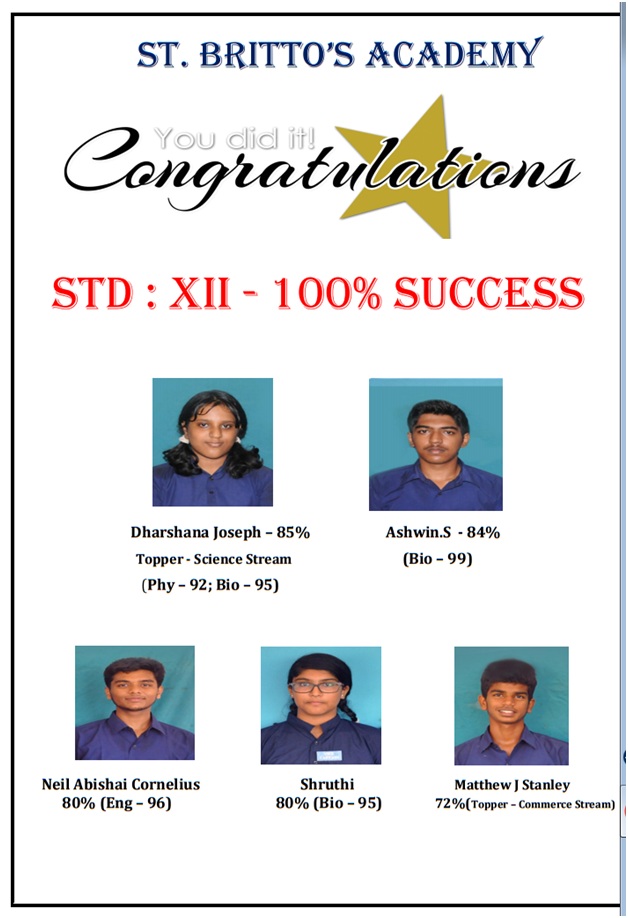 ST. BRITTO'S ACADEMY
You did it!
Congratulations
STD : XII - 100% SUCCESS
Dharshana Joseph – 85%
Topper - Science Stream
(Phy – 92; Bio – 95)
Ashwin.S - 84%
(Bio – 99)
Neil Abishai Cornelius
80% (Eng – 96)
Shruthi
80% (Bio – 95)
Matthew J Stanley
72%(Topper – Commerce Stream)